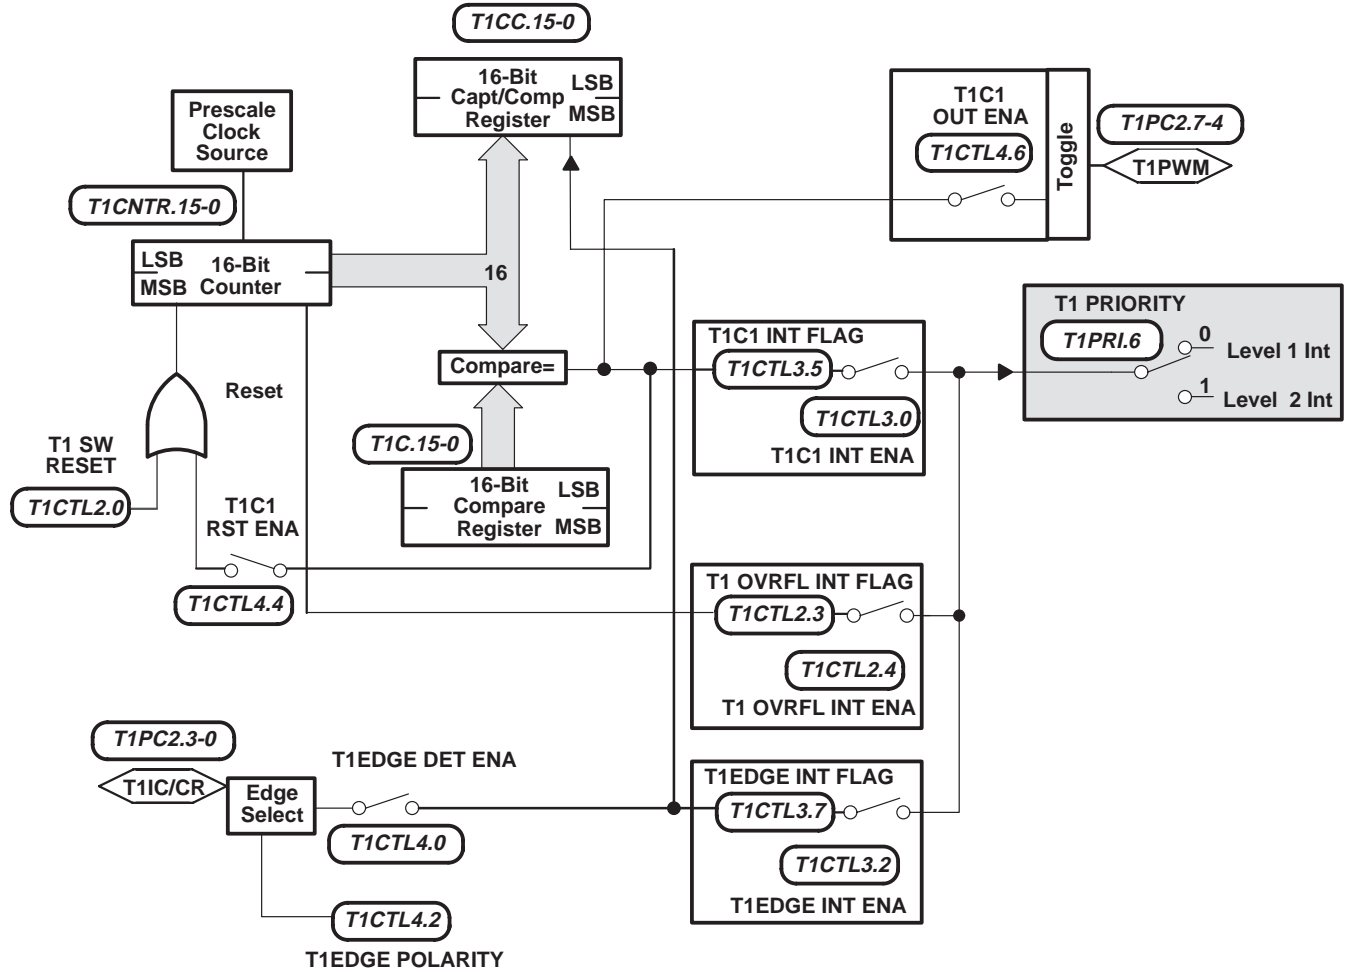 T1CC.15-0
16-Bit
Capt/Comp
Register
LSB
MSB
Prescale
Clock
Source
T1CNTR.15-0
LSB
MSB
16-Bit
Counter
16
T1C1
OUT ENA
T1CTL4.6
Toggle
T1PC2.7-4
T1PWM
T1 PRIORITY
T1PRI.6
0
Level 1 Int
1
Level 2 Int
T1C1 INT FLAG
T1CTL3.5
T1CTL3.0
T1C1 INT ENA
Compare=
Reset
T1C.15-0
16-Bit
Compare
Register
LSB
MSB
T1 SW
RESET
T1CTL2.0
T1C1
RST ENA
T1CTL4.4
T1 OVRFL INT FLAG
T1CTL2.3
T1CTL2.4
T1 OVRFL INT ENA
T1PC2.3-0
T1IC/CR
Edge
Select
T1EDGE DET ENA
T1CTL4.0
T1CTL4.2
T1EDGE POLARITY
T1EDGE INT FLAG
T1CTL3.7
T1CTL3.2
T1EDGE INT ENA